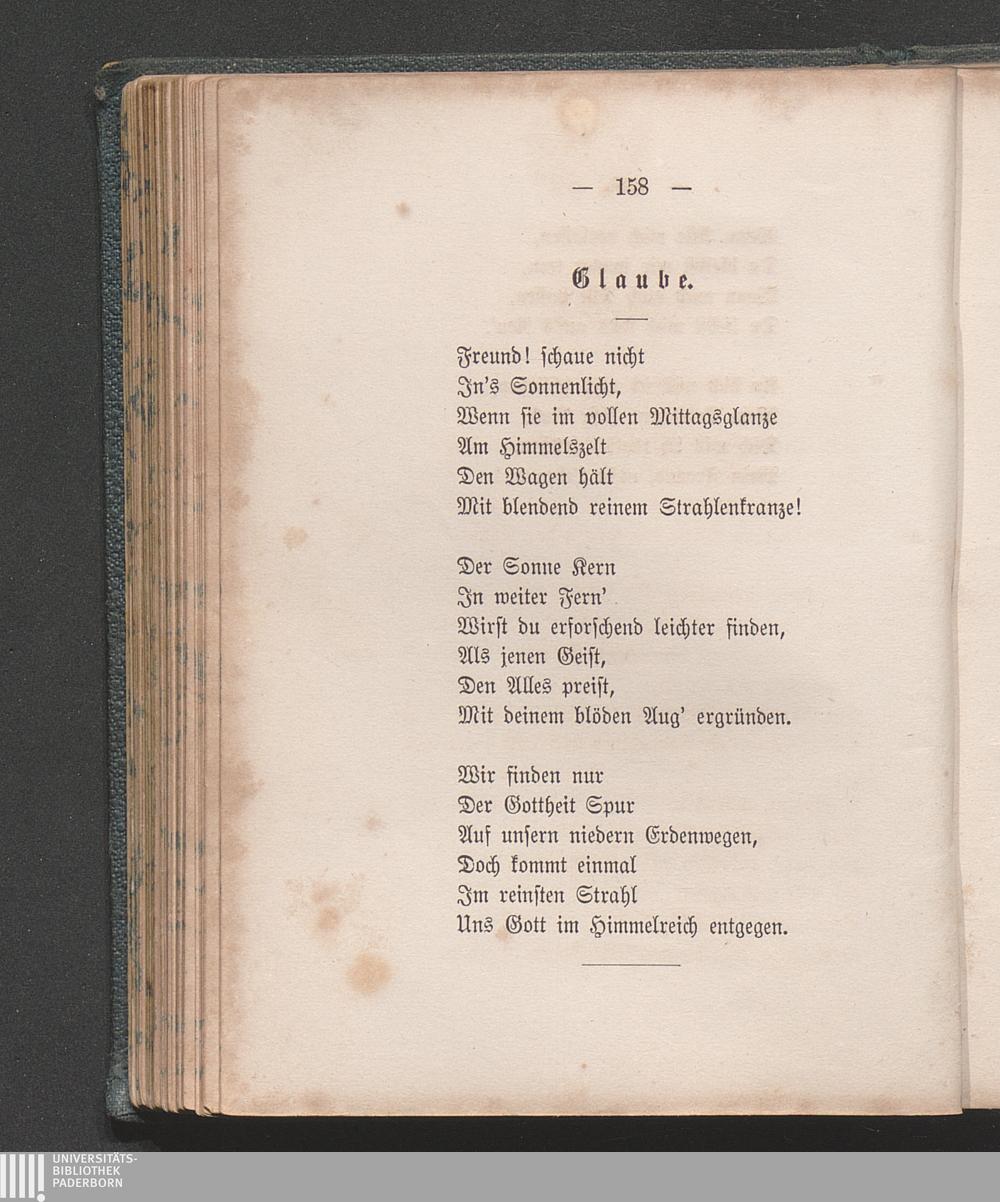 — 158 —
Glaube.
Freund! schaue nicht
In's Sonnenlicht,
Wenn sie im vollen Mittagsglanze
Am Himmelszelt
Den Wagen hält
Mit blendend reinem Strahlenkranze!
Der Sonne Kern
In weiter Fern'
Wirst du erforschend leichter finden,
Als jenen Geist,
Den Alles preist,
Mit deinem blöden Aug' ergründen.
Wir finden nur
Der Gottheit Spur
Auf unsern niedern Erdenwegen,
Doch kommt einmal
Im reinsten Strahl
Uns Gott im Himmelreich entgegen.
UNIVERSITÄTS-
BIBLIOTHEK
PADERBORN